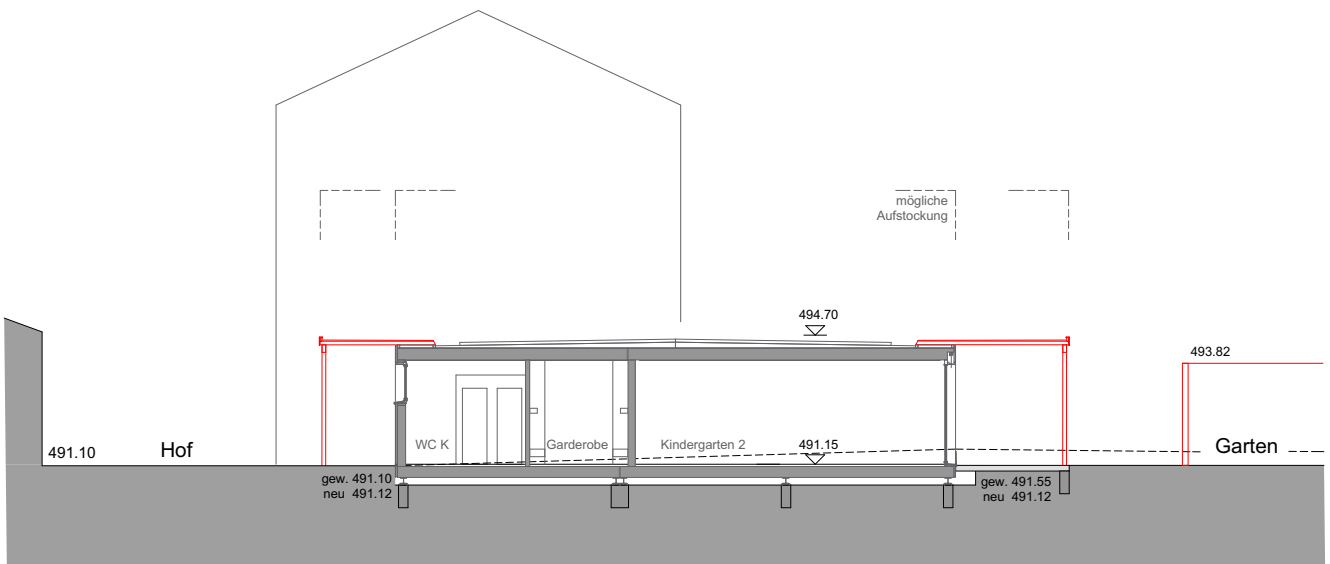 mögliche
Aufstockung
494.70
493.82
491.10
Hof
WC K
Garderobe
Kindergarten 2
491.15
Garten
gew. 491.10
neu 491.12
gew. 491.55
neu 491.12